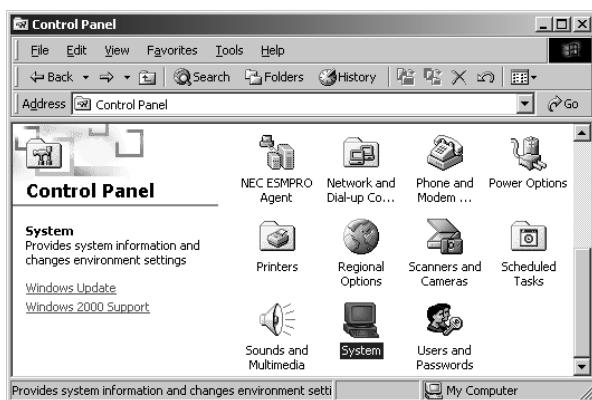 Control Panel
File Edit View Favorites Tools Help
Back Search Folders History
Address Control Panel Go
Control Panel
System
Provides system information and
changes environment settings
Windows Update
Windows 2000 Support
NEC ESMPRO
Agent
Network and
Dial-up Co...
Phone and
Modem ...
Power Options
Printers
Regional
Options
Scanners and
Cameras
Scheduled
Tasks
Sounds and
Multimedia
System
Users and
Passwords
Provides system information and changes environment setti My Computer